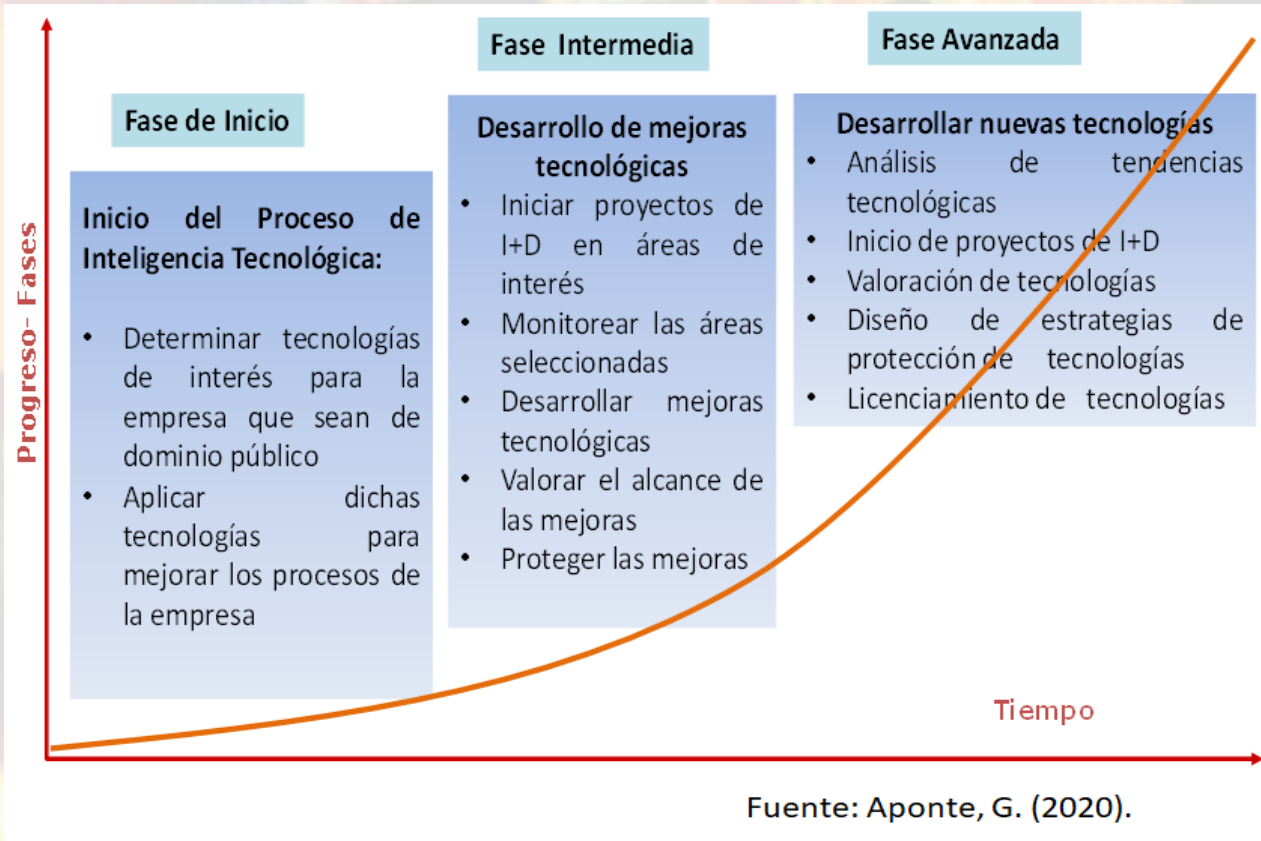 Fase de Inicio
Inicio del Proceso de
Inteligencia Tecnológica:
• Determinar tecnologías
de interés para la
empresa que sean de
dominio público
• Aplicar dichas
tecnologías para
mejorar los procesos de
la empresa
Fase Intermedia
Desarrollo de mejoras
tecnológicas
• Iniciar proyectos de
I+D en áreas de
interés
• Monitorear las áreas
seleccionadas
• Desarrollar mejoras
tecnológicas
• Valorar el alcance de
las mejoras
• Proteger las mejoras
Fase Avanzada
Desarrollar nuevas tecnologías
• Análisis de tendencias
tecnológicas
• Inicio de proyectos de I+D
• Valoración de tecnologías
• Diseño de estrategias de
protección de tecnologías
• Licenciamiento de tecnologías
Progreso- Fases
Tiempo
Fuente: Aponte, G. (2020).